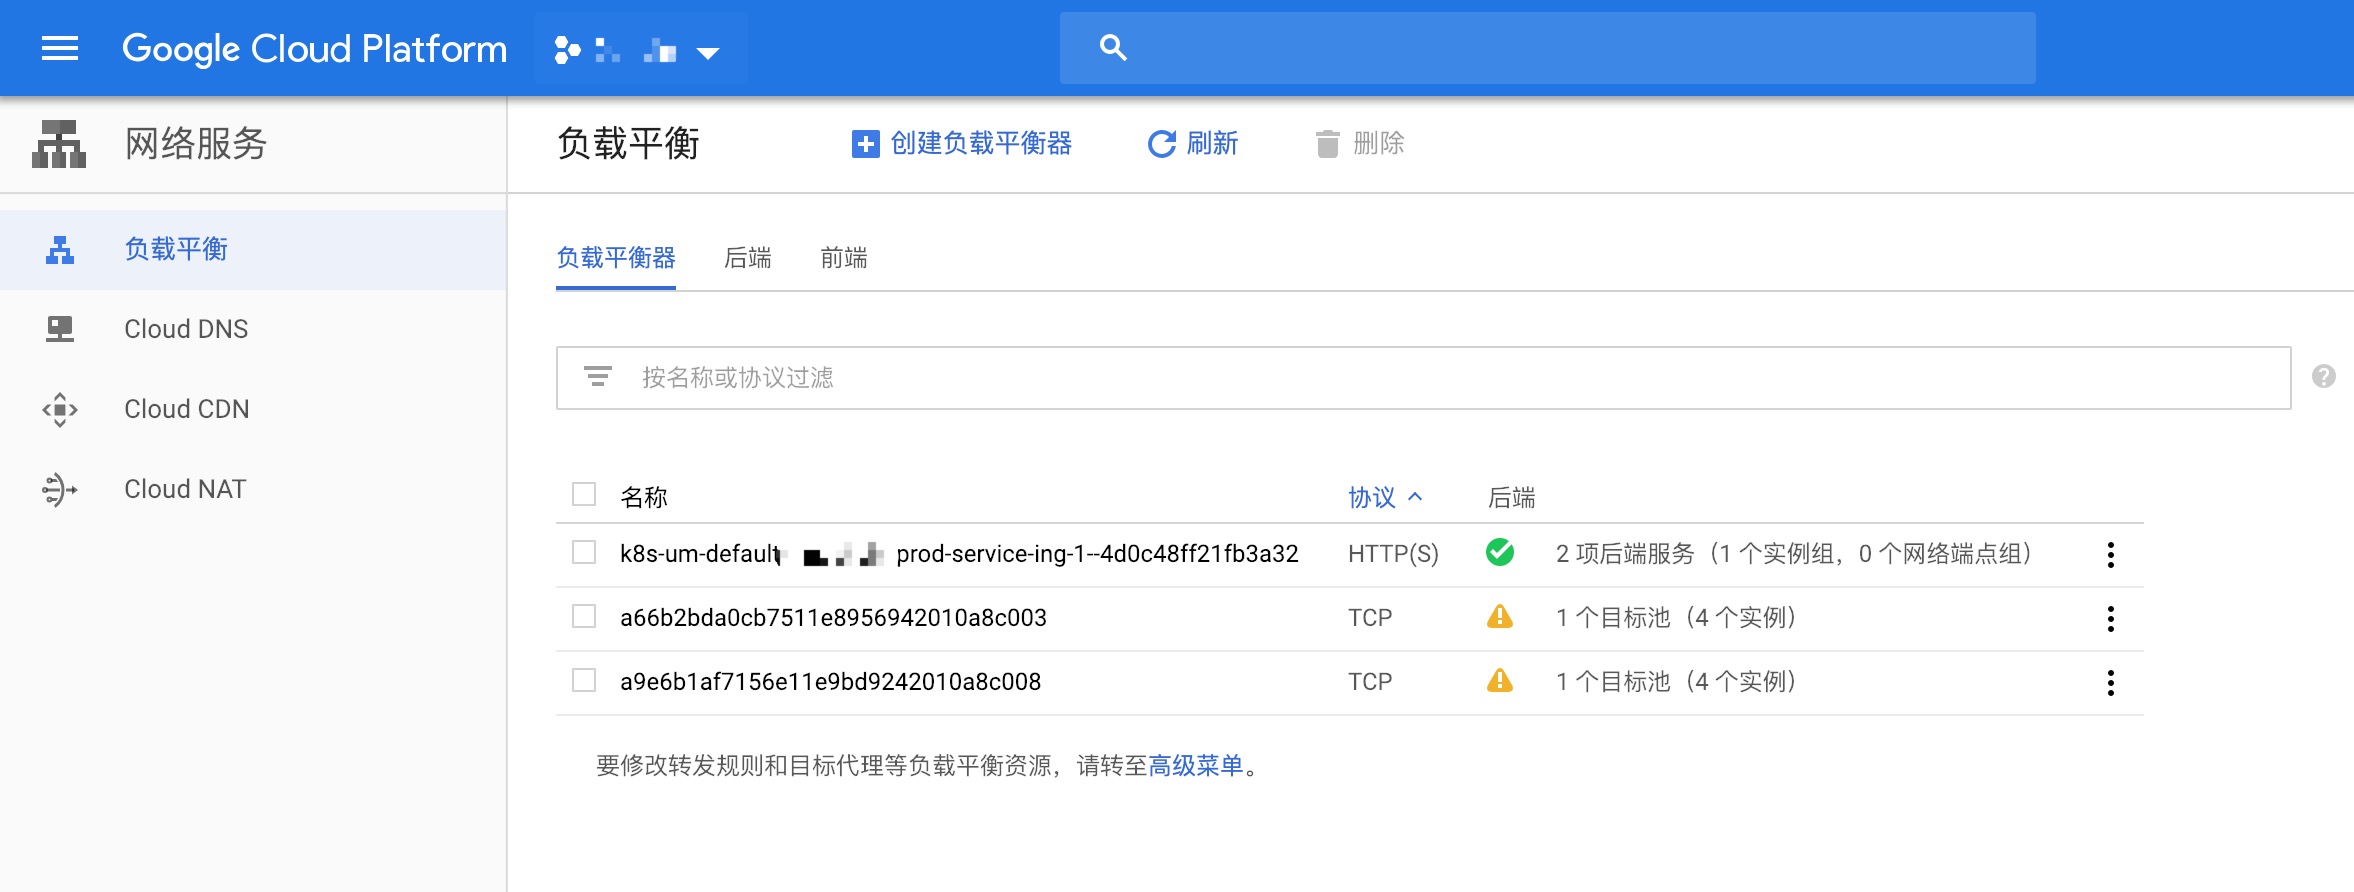 Google Cloud Platform
网络服务
负载平衡
创建负载平衡器
刷新
删除
负载平衡
Cloud DNS
Cloud CDN
Cloud NAT
负载平衡器 后端 前端
按名称或协议过滤
名称 协议 后端
k8s-um-default prod-service-ing-1--4d0c48ff21fb3a32 HTTP(S) 2 项后端服务（1 个实例组，0 个网络端点组）
a66b2bda0cb7511e8956942010a8c003 TCP 1 个目标池（4 个实例）
a9e6b1af7156e11e9bd9242010a8c008 TCP 1 个目标池（4 个实例）
要修改转发规则和目标代理等负载平衡资源，请转至高级菜单。